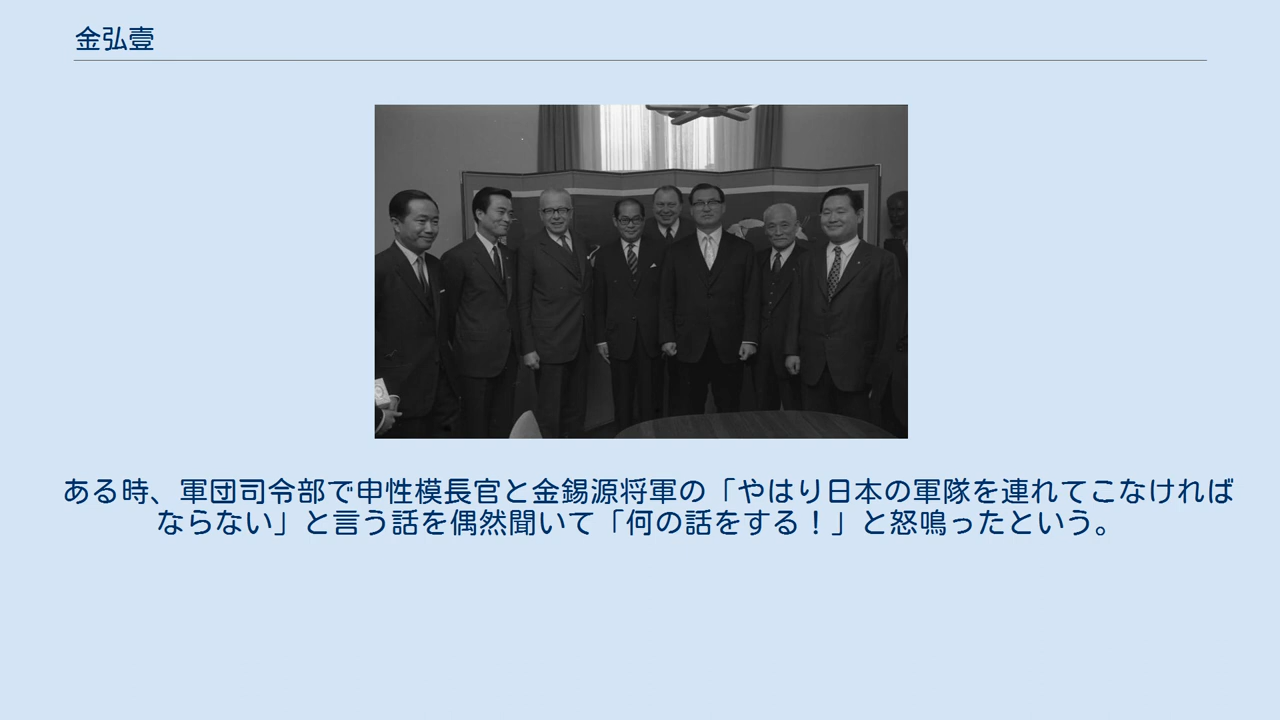 金弘壹
ある時、軍団司令部で申性模長官と金錫源将軍の「やはり日本の軍隊を連れてこなければ
ならない」と言う話を偶然聞いて「何の話をする！」と怒鳴ったという。